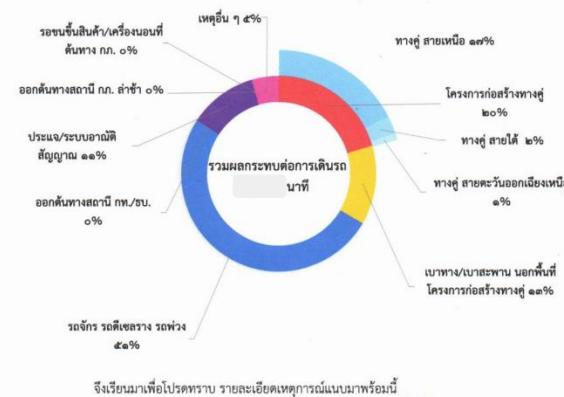 เหตุอื่น ๆ ๕%
รอขนขึ้นสินค้า/เครื่องนอนที่
ต้นทาง กภ. ๐%
ออกต้นทางสถานี กภ. ล่าช้า ๐%
ประแจ/ระบบอาณัติ
สัญญาณ ๑๑%
ออกต้นทางสถานี กท./ธบ.
๐%
รถจักร รถดีเซลราง รถพ่วง
๕๑%
รวมผลกระทบต่อการเดินรถ
นาที
ทางคู่ สายเหนือ ๑๗%
โครงการก่อสร้างทางคู่
๒๐%
ทางคู่ สายใต้ ๒%
ทางคู่ สายตะวันออกเฉียงเหนือ
๑%
เบาทาง/เบาสะพาน นอกพื้นที่
โครงการก่อสร้างทางคู่ ๑๓%
จึงเรียนมาเพื่อโปรดทราบ รายละเอียดเหตุการณ์แนบมาพร้อมนี้